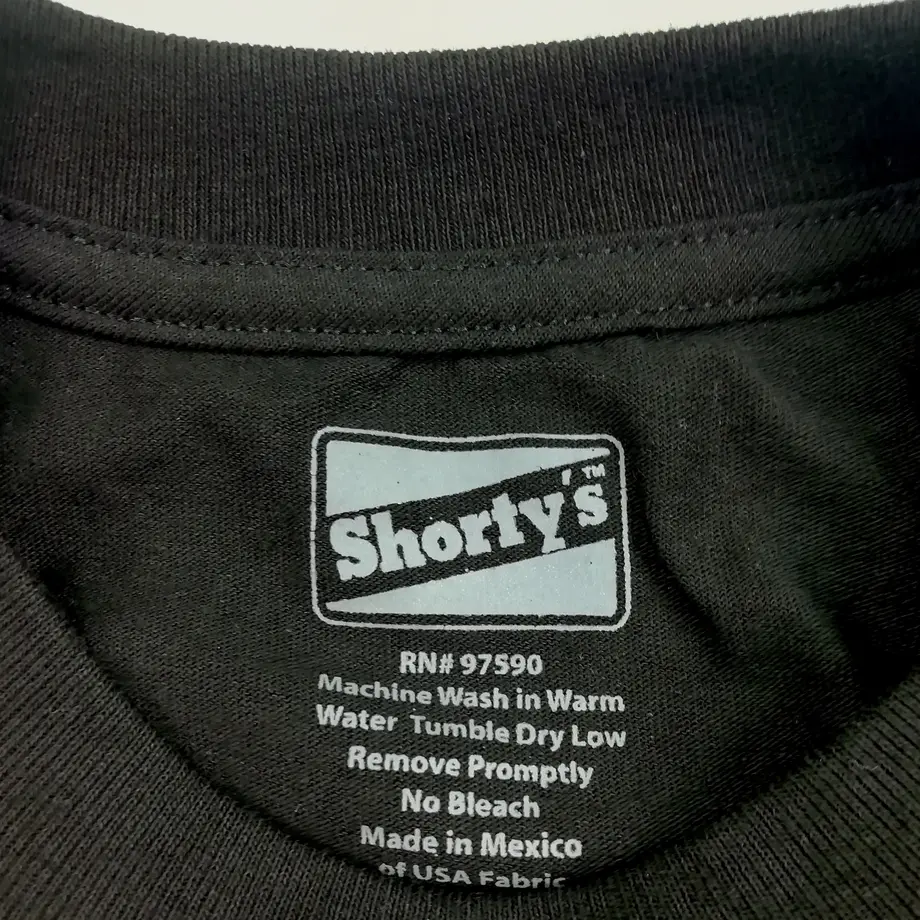 Shorty's™
RN# 97590
Machine Wash in Warm
Water Tumble Dry Low
Remove Promptly
No Bleach
Made in Mexico
of USA Fabric